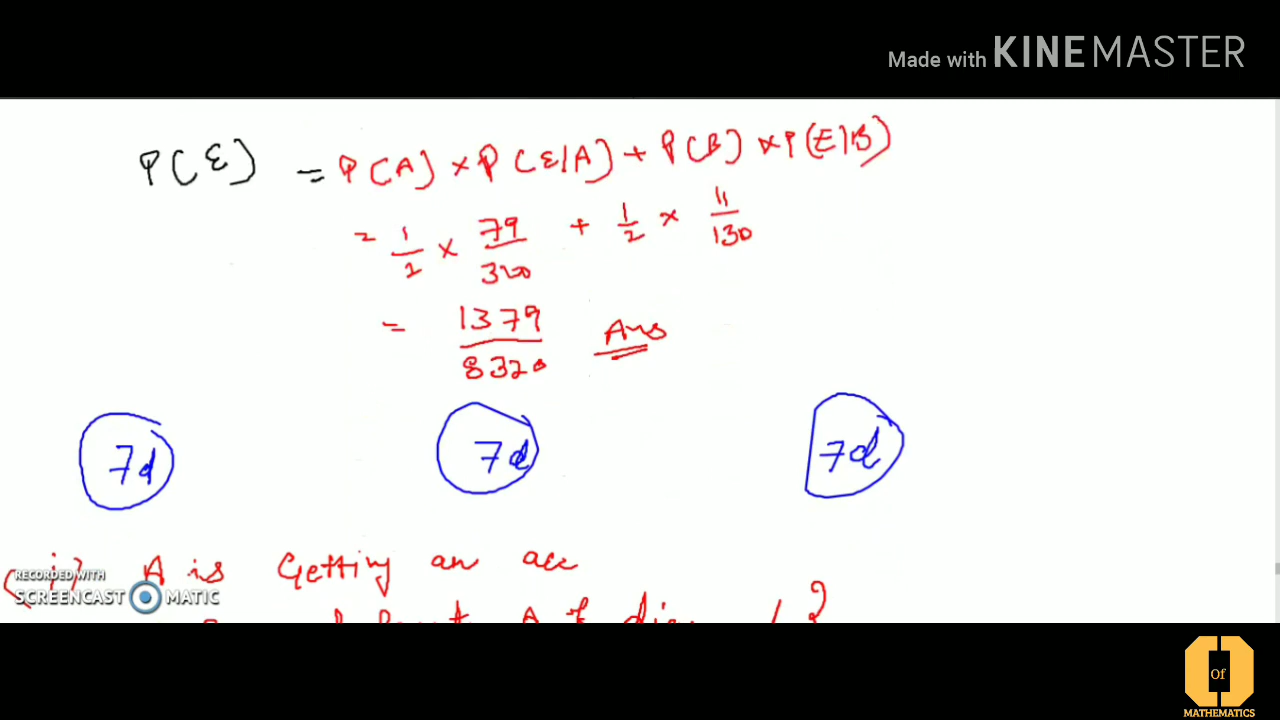 Made with KINEMASTER
P(E) = P(A) × P(E/A) + P(B) × P(E|B)
= 1/2 × 79/320 + 1/2 × 11/130
= 1379/8320 Ans
7d 7d 7d
A is Getting an ace
RECORDED WITH
SCREENCAST MATIC
Of
MATHEMATICS